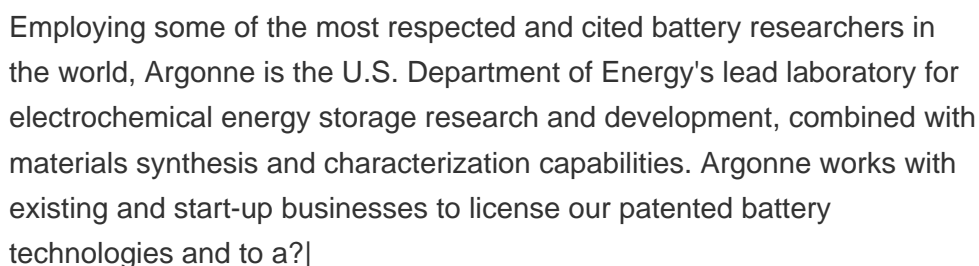 Employing some of the most respected and cited battery researchers in
the world, Argonne is the U.S. Department of Energy's lead laboratory for
electrochemical energy storage research and development, combined with
materials synthesis and characterization capabilities. Argonne works with
existing and start-up businesses to license our patented battery
technologies and to a?|